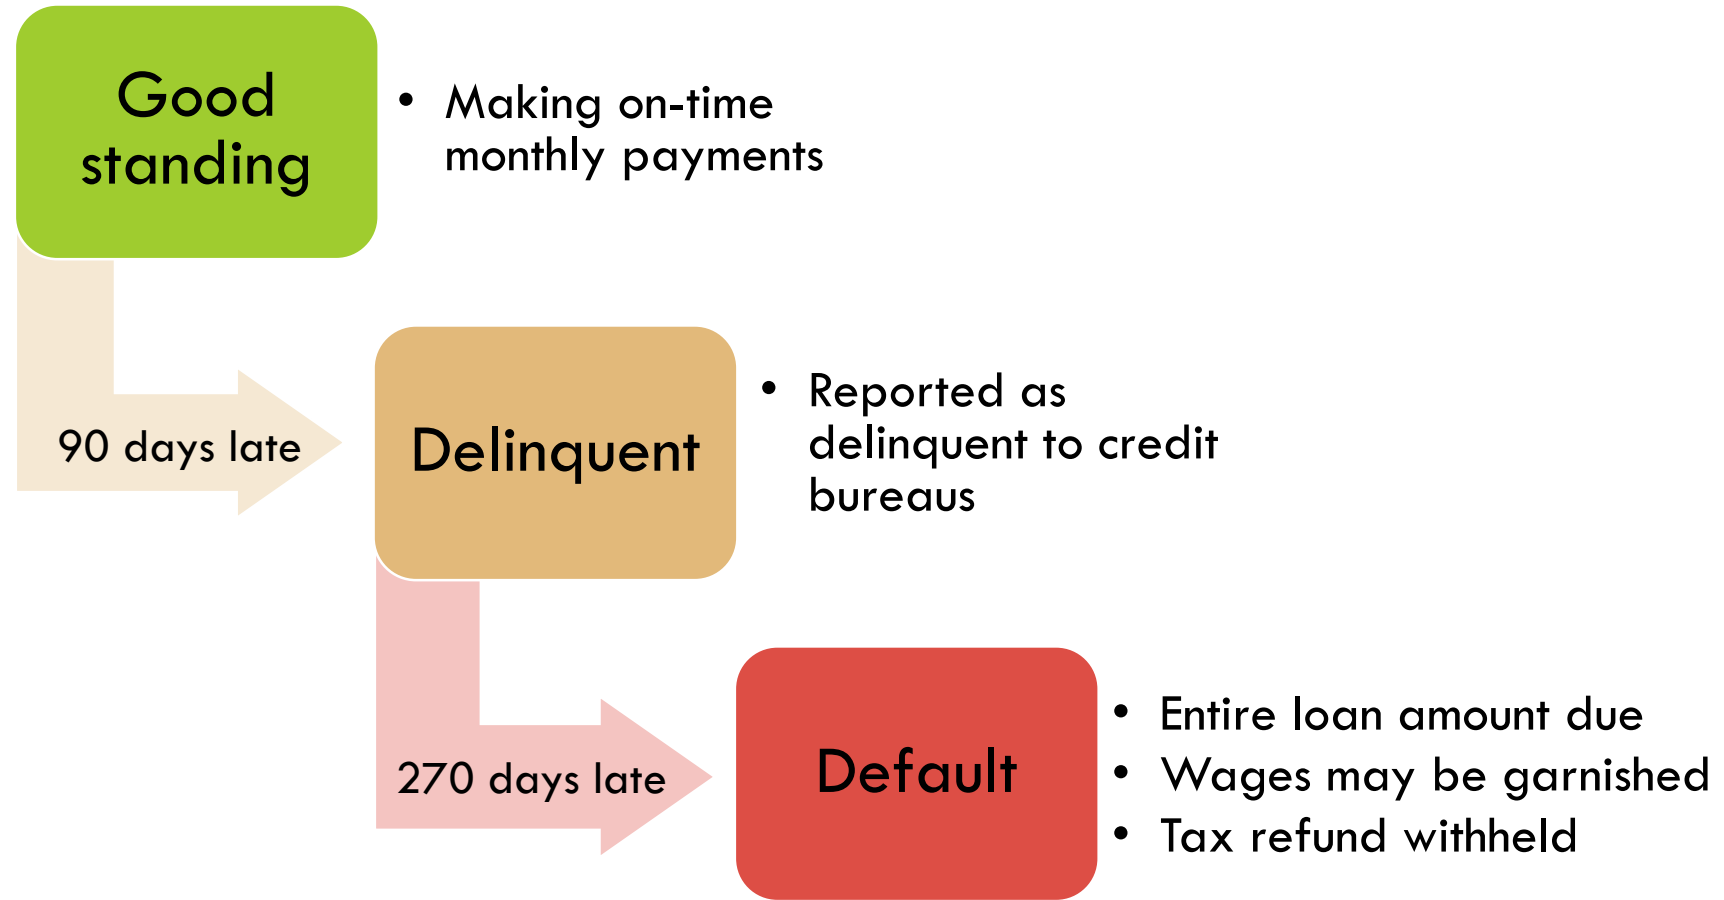 Good
standing
• Making on-time
monthly payments
90 days late
Delinquent
• Reported as
delinquent to credit
bureaus
270 days late
Default
• Entire loan amount due
• Wages may be garnished
• Tax refund withheld